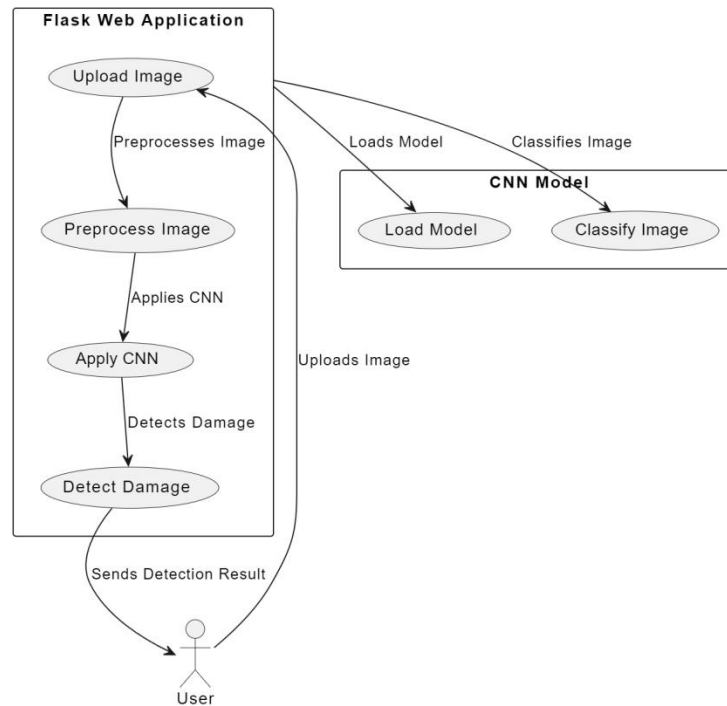 Flask Web Application
Upload Image
Preprocesses Image
Loads Model
Classifies Image
CNN Model
Preprocess Image
Load Model
Classify Image
Applies CNN
Apply CNN
Uploads Image
Detects Damage
Detect Damage
Sends Detection Result
User